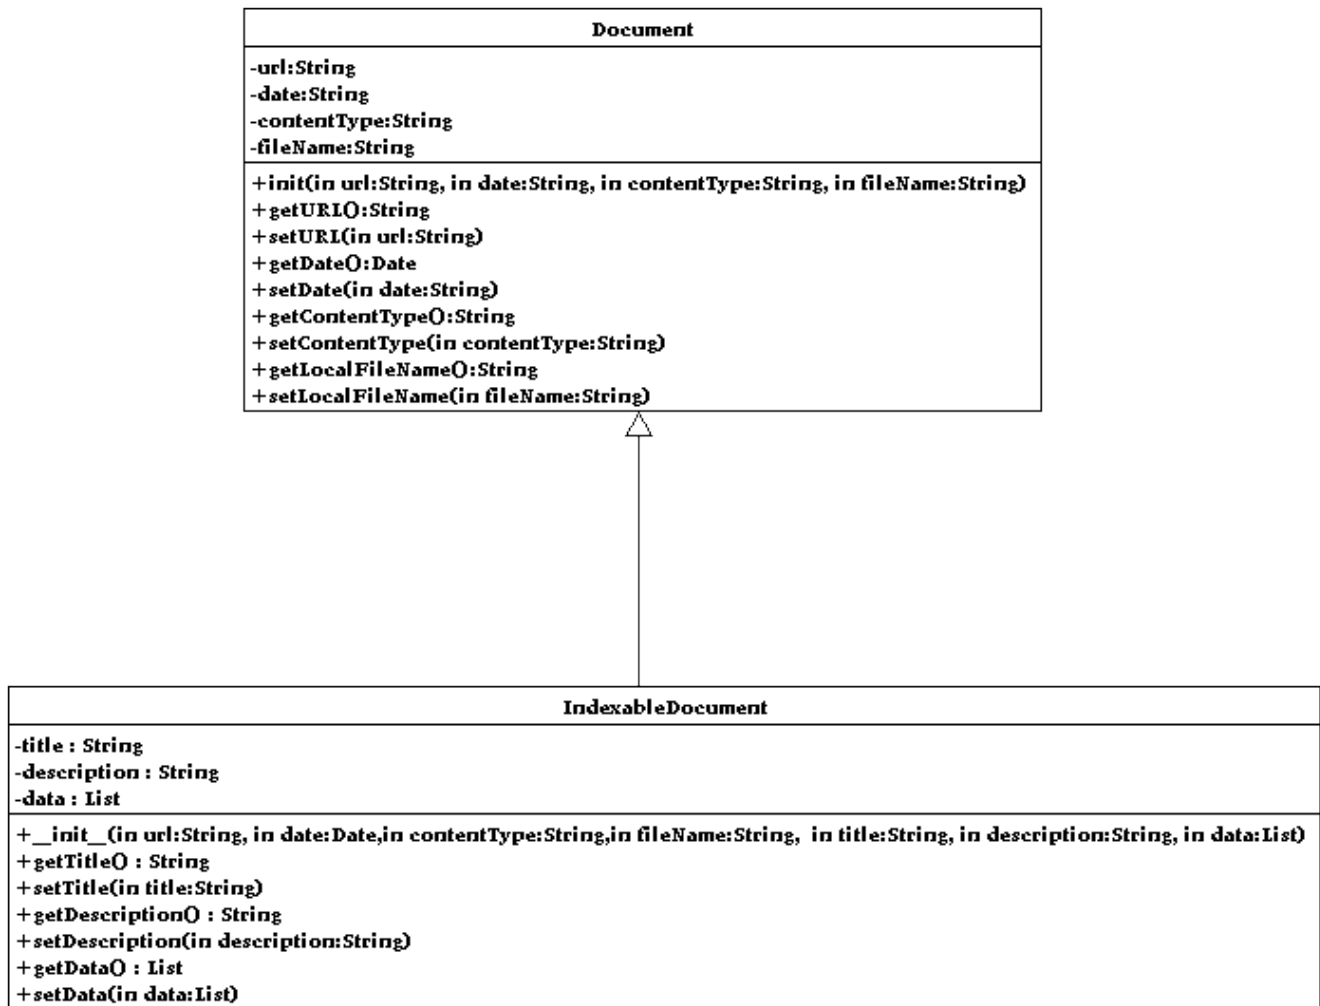 Document
-url:String
-date:String
-contentType:String
-fileName:String
+init(in url:String, in date:String, in contentType:String, in fileName:String)
+getURL():String
+setURL(in url:String)
+getDate():Date
+setDate(in date:String)
+getContentType():String
+setContentType(in contentType:String)
+getLocalFileName():String
+setLocalFileName(in fileName:String)
IndexableDocument
-title : String
-description : String
-data : List
+__init__(in url:String, in date:Date,in contentType:String,in fileName:String, in title:String, in description:String, in data:List)
+getTitle() : String
+setTitle(in title:String)
+getDescription() : String
+setDescription(in description:String)
+getData() : List
+setData(in data:List)